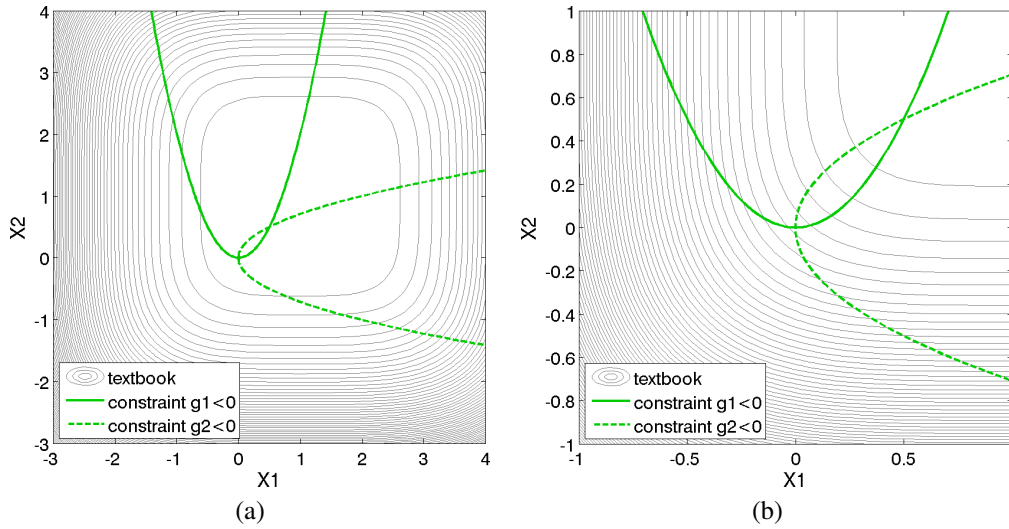 4
3
2
1
0
-1
-2
-3
X2
-3 -2 -1 0 1 2 3 4
X1
textbook
constraint g1<0
constraint g2<0
(a)
1
0.8
0.6
0.4
0.2
0
-0.2
-0.4
-0.6
-0.8
-1
X2
-1 -0.5 0 0.5
X1
textbook
constraint g1<0
constraint g2<0
(b)